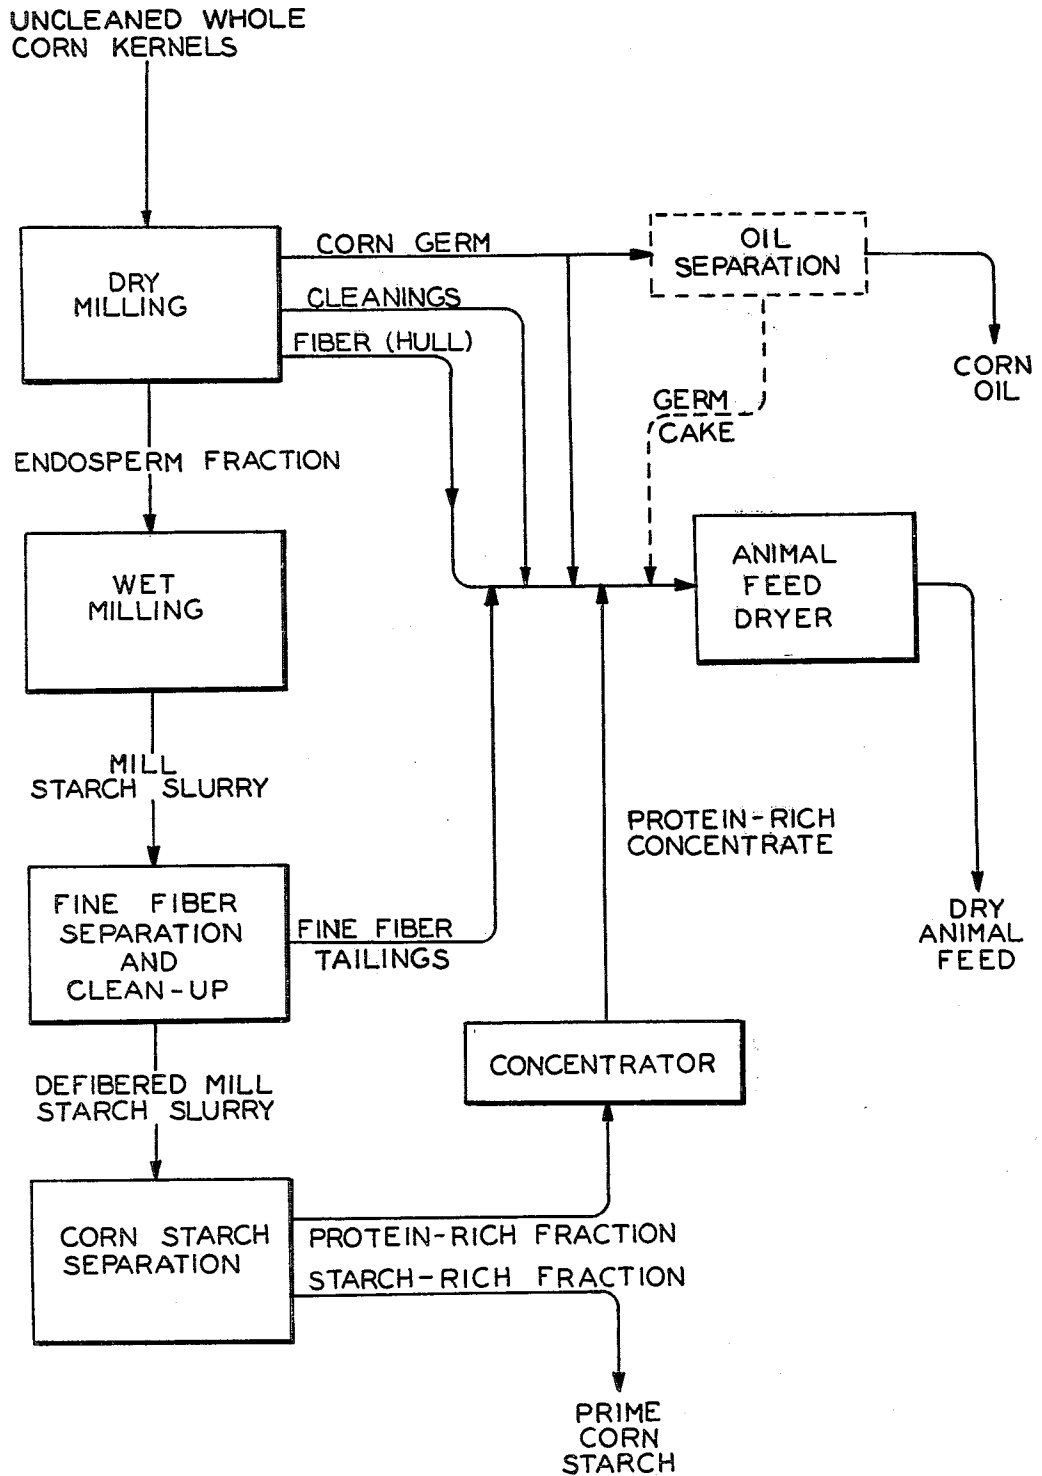 UNCLEANED WHOLE
CORN KERNELS
DRY
MILLING
CORN GERM
CLEANINGS
FIBER (HULL)
OIL
SEPARATION
CORN
OIL
GERM
CAKE
ENDOSPERM FRACTION
WET
MILLING
ANIMAL
FEED
DRYER
MILL
STARCH SLURRY
PROTEIN-RICH
CONCENTRATE
FINE FIBER
SEPARATION
AND
CLEAN-UP
FINE FIBER
TAILINGS
DRY
ANIMAL
FEED
CONCENTRATOR
DEFIBERED MILL
STARCH SLURRY
CORN STARCH
SEPARATION
PROTEIN-RICH FRACTION
STARCH-RICH FRACTION
PRIME
CORN
STARCH